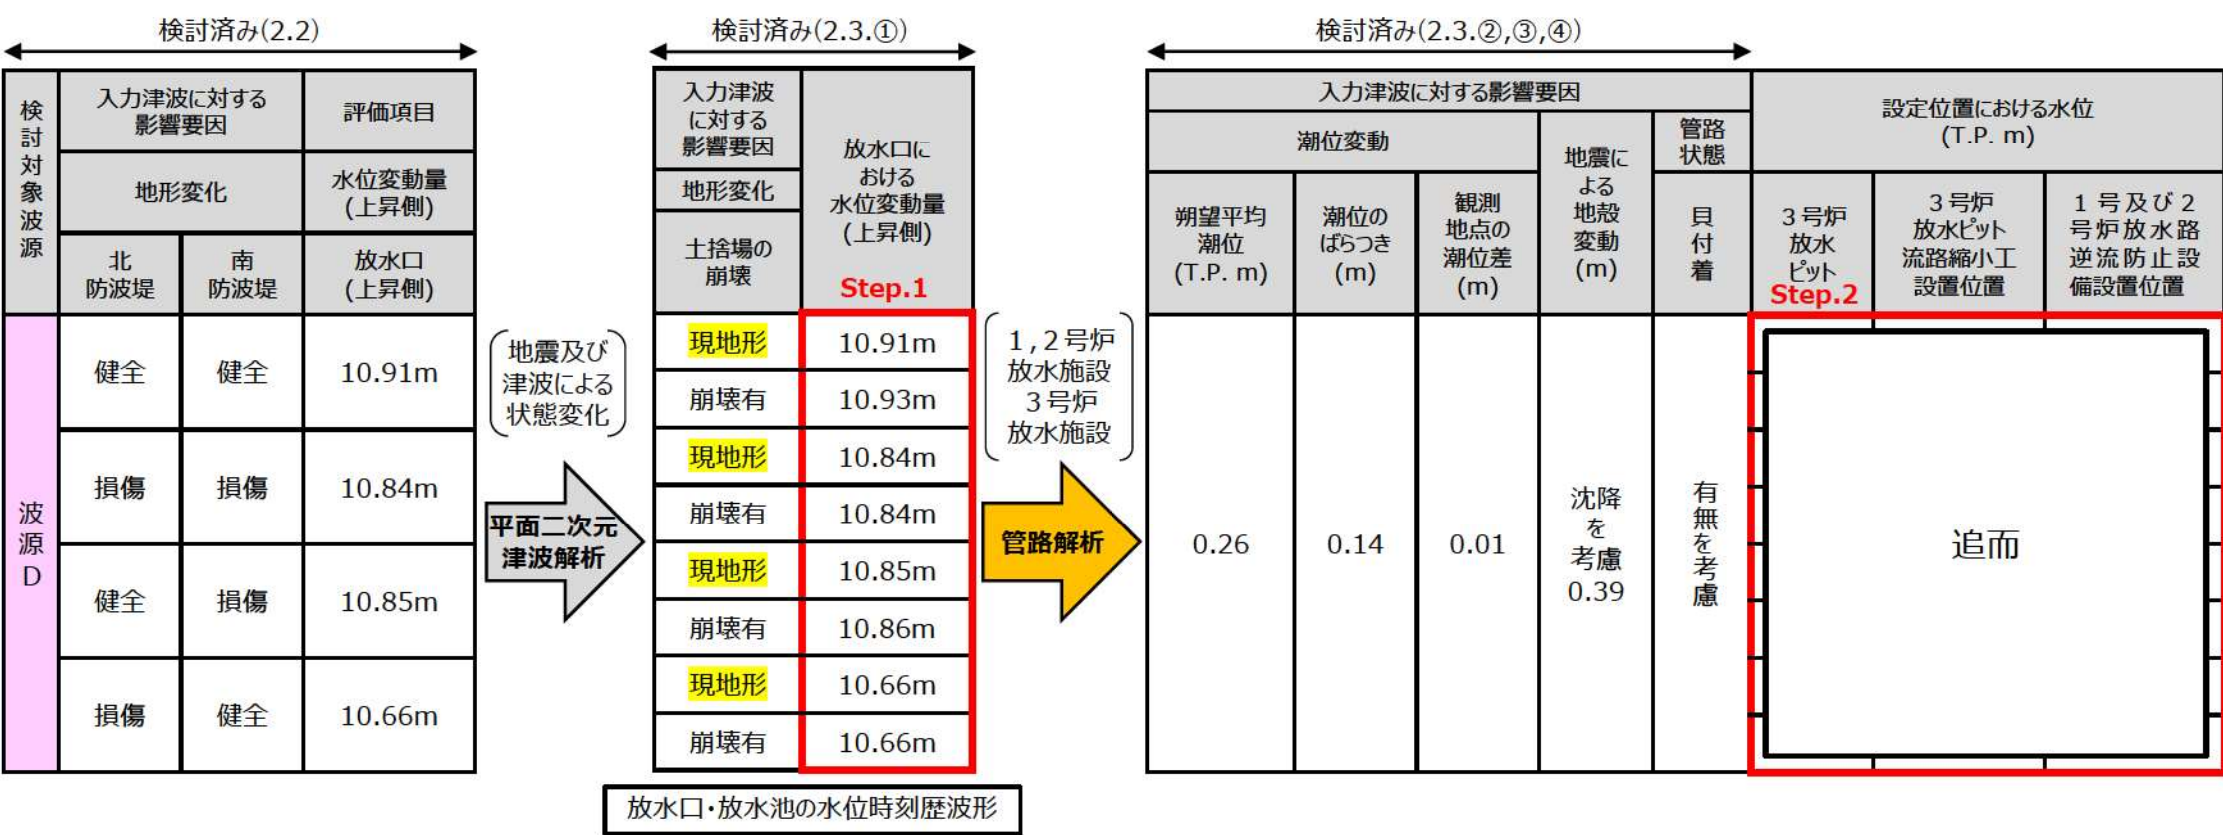 検討済み(2.2)
検討済み(2.3.①)
検討済み(2.3.②,③,④)
検討対象波源
入力津波に対する
影響要因
評価項目
地形変化
水位変動量
(上昇側)
北
防波堤
南
防波堤
放水口
(上昇側)
波源D
健全
健全
10.91m
損傷
損傷
10.84m
健全
損傷
10.85m
損傷
健全
10.66m
地震及び
津波による
状態変化
平面二次元
津波解析
入力津波
に対する
影響要因
地形変化
土捨場の
崩壊
放水口に
おける
水位変動量
(上昇側)
Step.1
現地形
10.91m
崩壊有
10.93m
現地形
10.84m
崩壊有
10.84m
現地形
10.85m
崩壊有
10.86m
現地形
10.66m
崩壊有
10.66m
放水口・放水池の水位時刻歴波形
1,2号炉
放水施設
3号炉
放水施設
管路解析
入力津波に対する影響要因
潮位変動
朔望平均
潮位
(T.P. m)
潮位の
ばらつき
(m)
観測
地点の
潮位差
(m)
地震に
よる
地殻
変動
(m)
管路
状態
貝付着
設定位置における水位
(T.P. m)
3号炉
放水
ピット
Step.2
3号炉
放水ピット
流路縮小工
設置位置
1号及び2
号炉放水路
逆流防止設
備設置位置
0.26
0.14
0.01
沈降
を
考慮
0.39
有無を考慮
追而